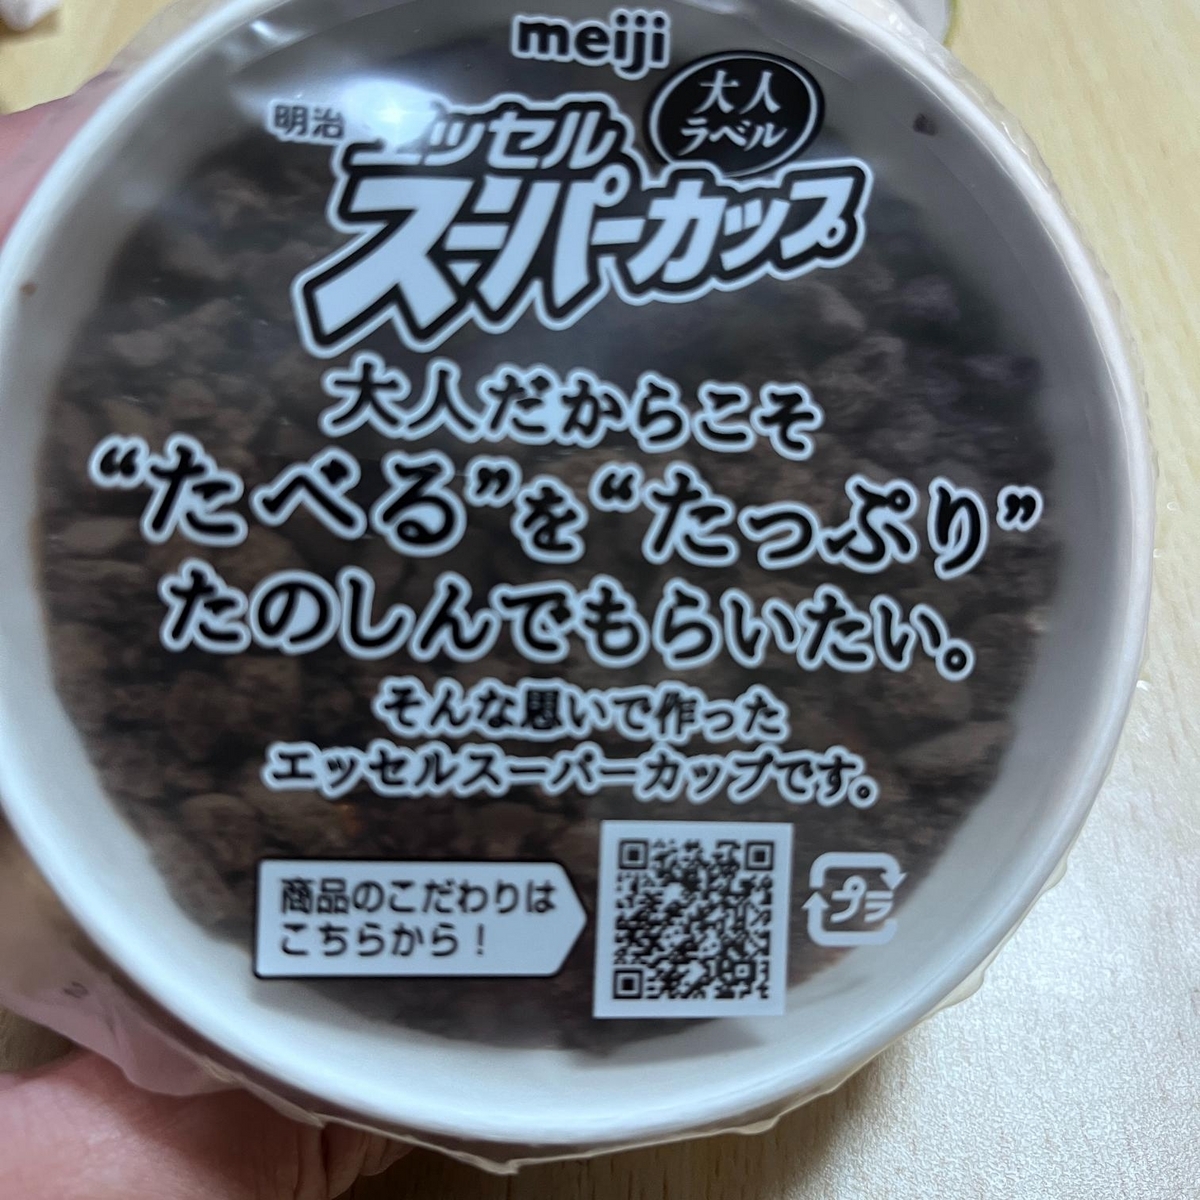 meiji
大人
ラベル
明治 エッセル
スーパーカップ
大人だからこそ
“たべる”を“たっぷり”
たのしんでもらいたい。
そんな思いで作った
エッセルスーパーカップです。
商品のこだわりは
こちらから!
プラ